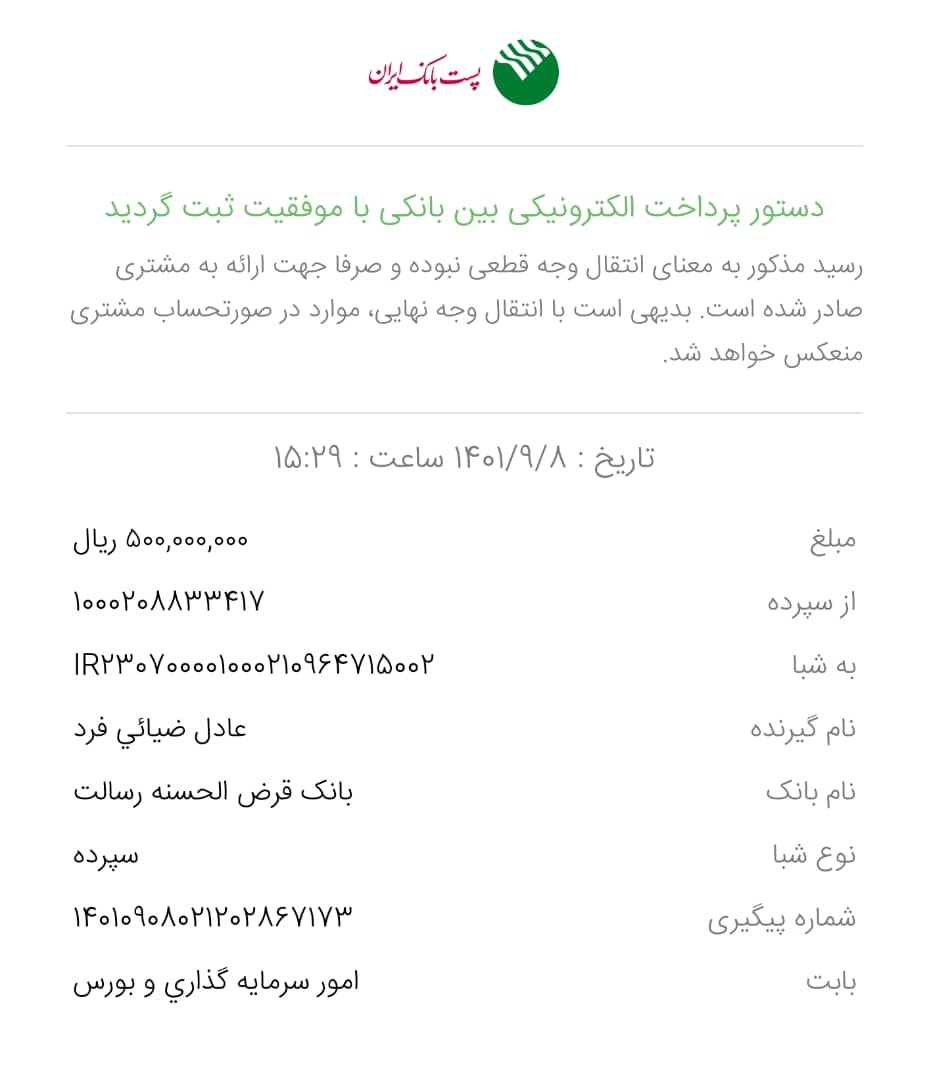 پست بانک ایران
دستور پرداخت الکترونیکی بین بانکی با موفقیت ثبت گردید
رسید مذکور به معنای انتقال وجه قطعی نبوده و صرفا جهت ارائه به مشتری
صادر شده است. بدیهی است با انتقال وجه نهایی، موارد در صورتحساب مشتری
منعکس خواهد شد.
تاریخ : ۱۴۰۱/۹/۸ ساعت : ۱۵:۲۹
مبلغ ۵۰۰,۰۰۰,۰۰۰ ریال
از سپرده ۱۰۰۰۲۰۸۸۳۳۴۱۷
به شبا IR۲۳۰۷۰۰۰۰۱۰۰۰۲۱۰۹۶۴۷۱۵۰۰۲
نام گیرنده عادل ضيائي فرد
نام بانک بانک قرض الحسنه رسالت
نوع شبا سپرده
شماره پیگیری ۱۴۰۱۰۹۰۸۰۲۱۲۰۲۸۶۷۱۷۳
بابت امور سرمایه گذاري و بورس